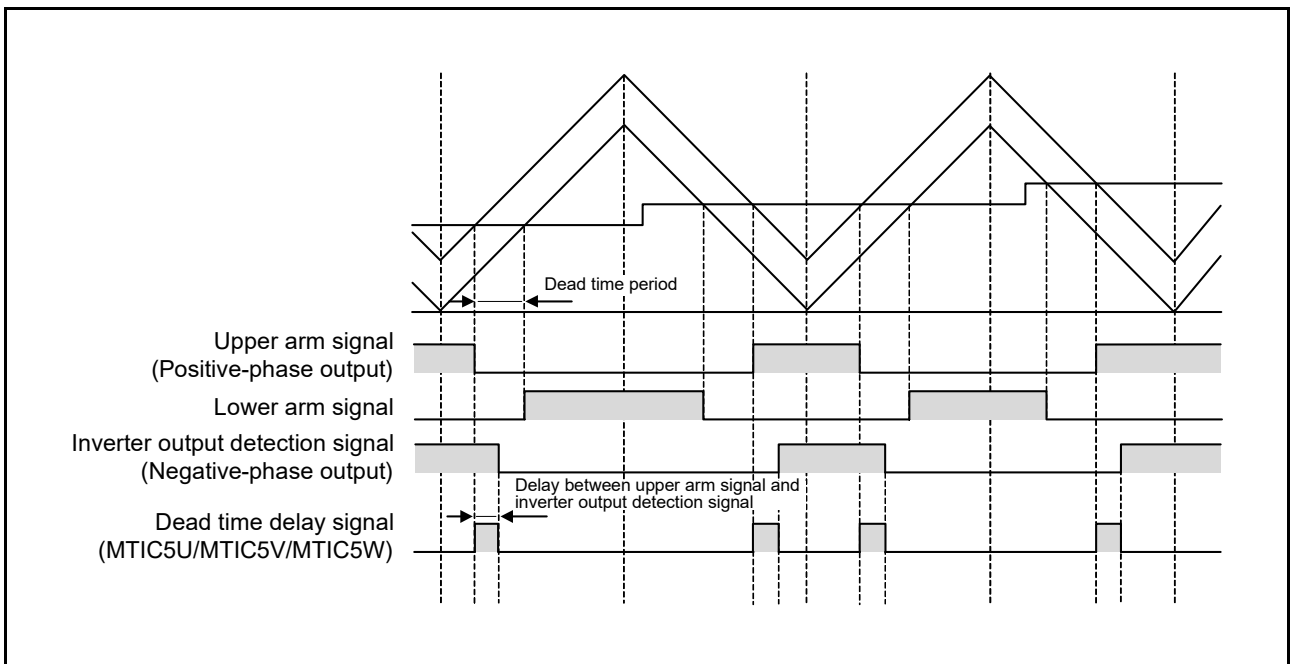 Dead time period
Upper arm signal
(Positive-phase output)
Lower arm signal
Inverter output detection signal
(Negative-phase output)
Delay between upper arm signal and
inverter output detection signal
Dead time delay signal
(MTIC5U/MTIC5V/MTIC5W)